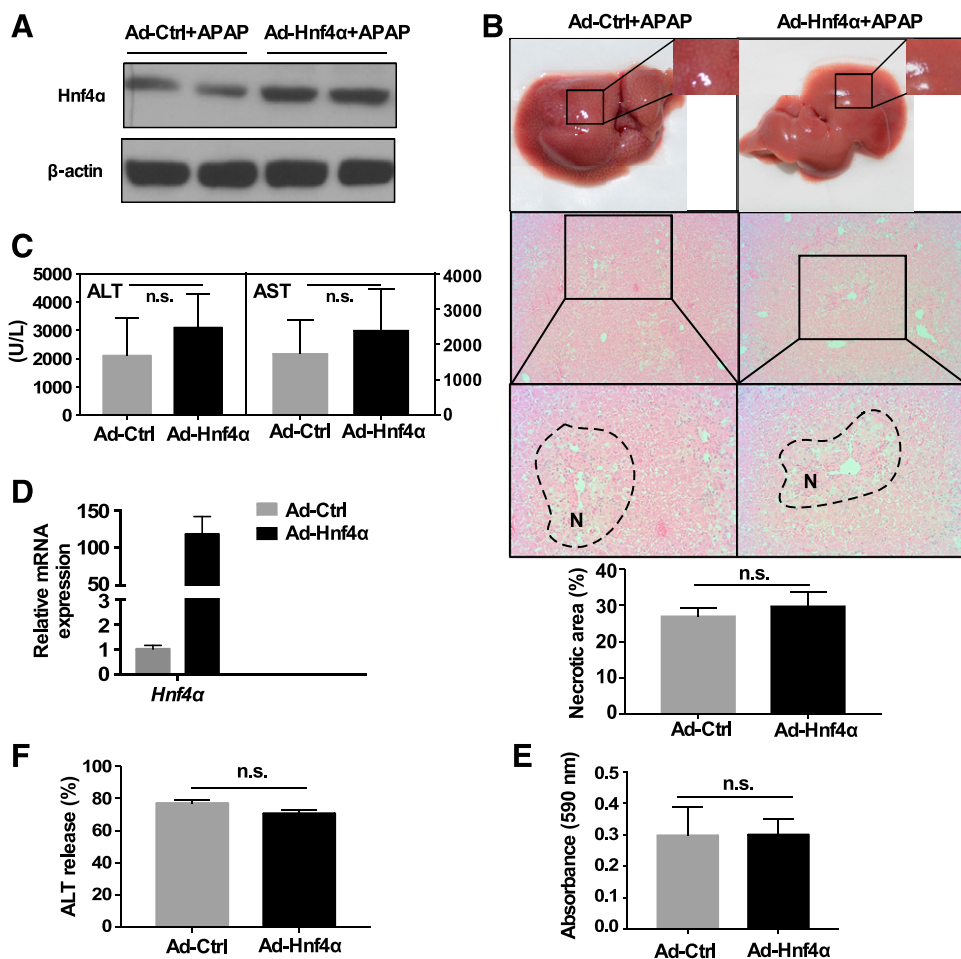 A
Ad-Ctrl+APAP Ad-Hnf4α+APAP
Hnf4α
β-actin
B
Ad-Ctrl+APAP Ad-Hnf4α+APAP
N N
n.s.
Necrotic area (%)
40
30
20
10
0
Ad-Ctrl Ad-Hnf4α
C
(U/L)
5000
4000
3000
2000
1000
0
ALT
n.s.
AST
n.s.
4000
3000
2000
1000
0
Ad-Ctrl Ad-Hnf4α Ad-Ctrl Ad-Hnf4α
D
Relative mRNA
expression
150
100
50
3
2
1
0
Hnf4α
Ad-Ctrl
Ad-Hnf4α
F
ALT release (%)
100
80
60
40
20
0
n.s.
Ad-Ctrl Ad-Hnf4α
E
Absorbance (590 nm)
0.5
0.4
0.3
0.2
0.1
0.0
n.s.
Ad-Ctrl Ad-Hnf4α